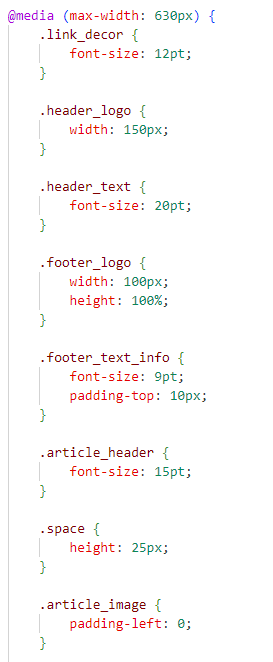 @media (max-width: 630px) {
.link_decor {
font-size: 12pt;
}
.header_logo {
width: 150px;
}
.header_text {
font-size: 20pt;
}
.footer_logo {
width: 100px;
height: 100%;
}
.footer_text_info {
font-size: 9pt;
padding-top: 10px;
}
.article_header {
font-size: 15pt;
}
.space {
height: 25px;
}
.article_image {
padding-left: 0;
}